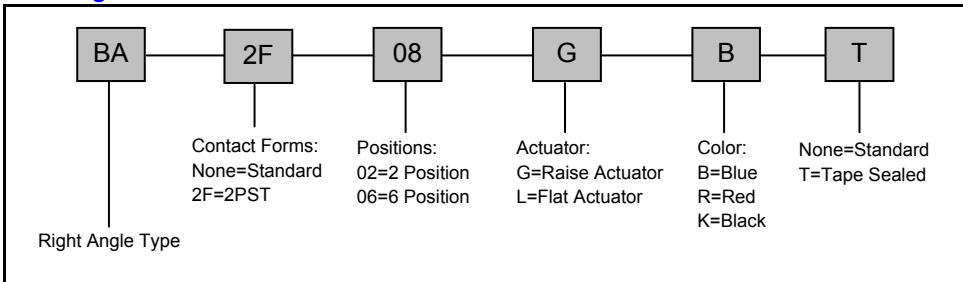 BA 2F 08 G B T
Contact Forms:
None=Standard
2F=2PST
Positions:
02=2 Position
06=6 Position
Actuator:
G=Raise Actuator
L=Flat Actuator
Color:
B=Blue
R=Red
K=Black
None=Standard
T=Tape Sealed
Right Angle Type